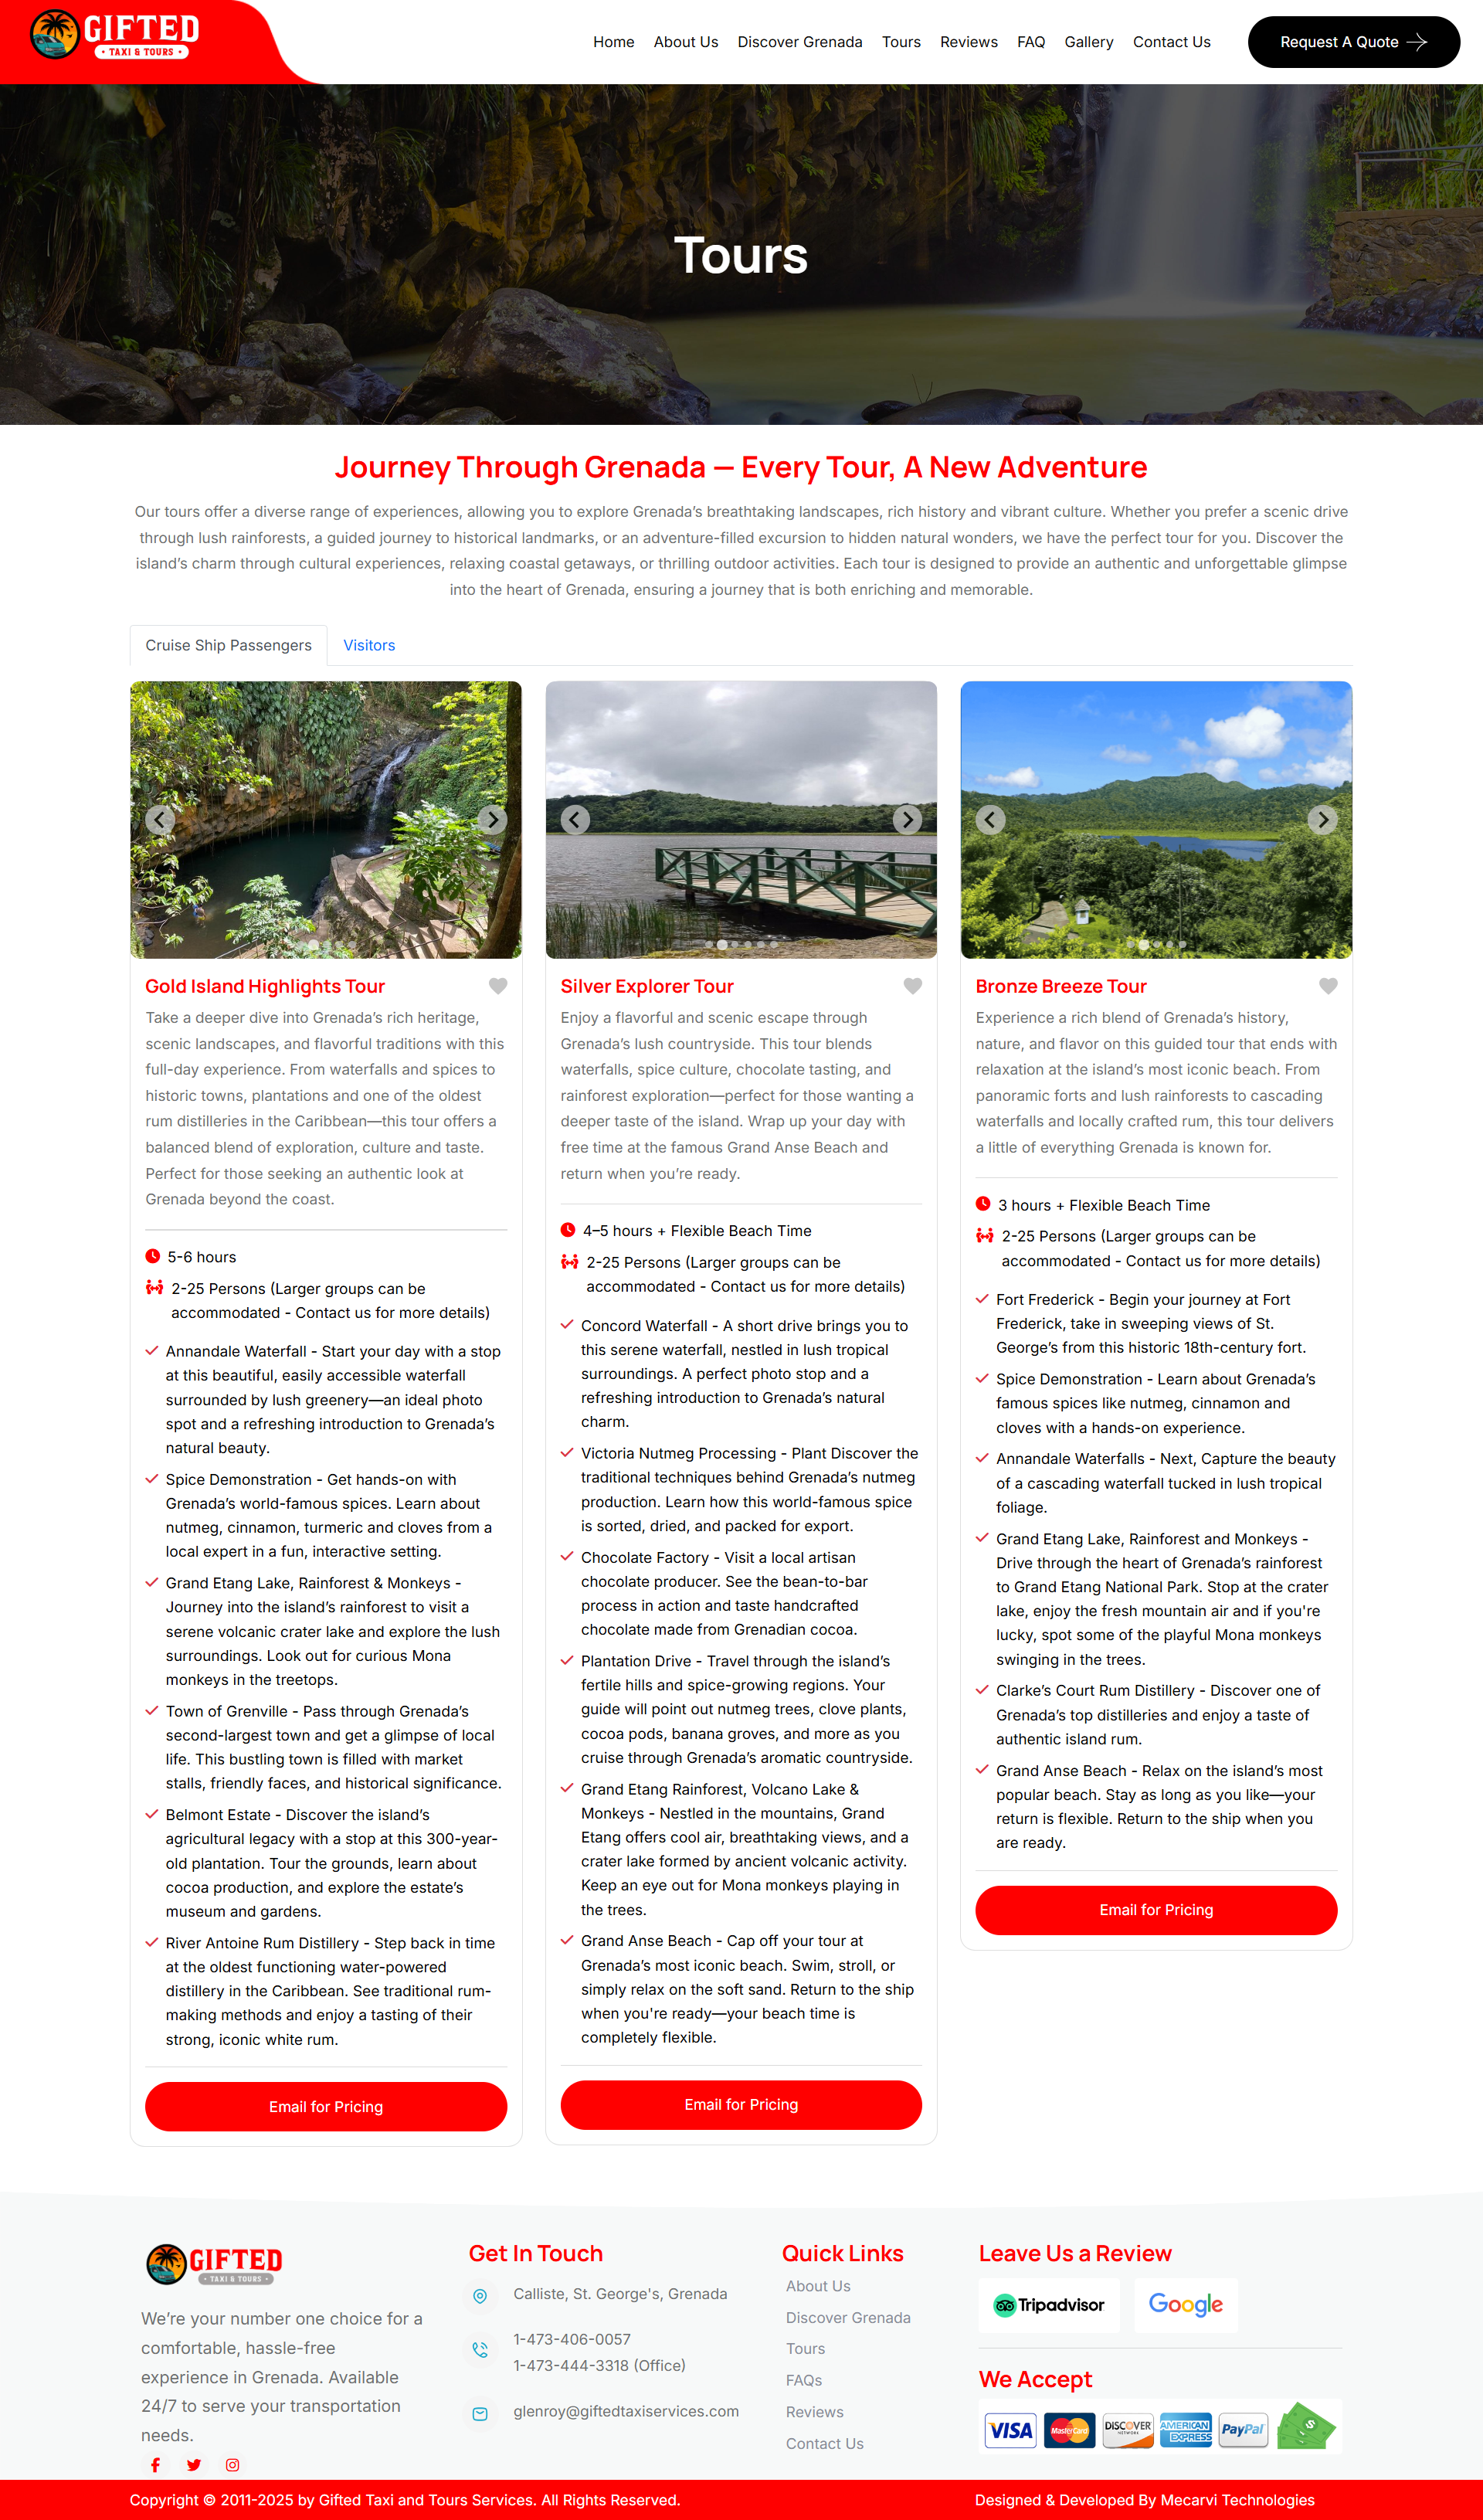 GIFTED
• TAXI & TOURS •
Home About Us Discover Grenada Tours Reviews FAQ Gallery Contact Us
Request A Quote
Tours
Journey Through Grenada – Every Tour, A New Adventure
Our tours offer a diverse range of experiences, allowing you to explore Grenada’s breathtaking landscapes, rich history and vibrant culture. Whether you prefer a scenic drive
through lush rainforests, a guided journey to historical landmarks, or an adventure-filled excursion to hidden natural wonders, we have the perfect tour for you. Discover the
island’s charm through cultural experiences, relaxing coastal getaways, or thrilling outdoor activities. Each tour is designed to provide an authentic and unforgettable glimpse
into the heart of Grenada, ensuring a journey that is both enriching and memorable.
Cruise Ship Passengers
Visitors
Gold Island Highlights Tour
Take a deeper dive into Grenada’s rich heritage,
scenic landscapes, and flavorful traditions with this
full-day experience. From waterfalls and spices to
historic towns, plantations and one of the oldest
rum distilleries in the Caribbean—this tour offers a
balanced blend of exploration, culture and taste.
Perfect for those seeking an authentic look at
Grenada beyond the coast.
5-6 hours
2-25 Persons (Larger groups can be
accommodated - Contact us for more details)
Annandale Waterfall - Start your day with a stop
at this beautiful, easily accessible waterfall
surrounded by lush greenery—an ideal photo
spot and a refreshing introduction to Grenada’s
natural beauty.
Spice Demonstration - Get hands-on with
Grenada’s world-famous spices. Learn about
nutmeg, cinnamon, turmeric and cloves from a
local expert in a fun, interactive setting.
Grand Etang Lake, Rainforest & Monkeys -
Journey into the island’s rainforest to visit a
serene volcanic crater lake and explore the lush
surroundings. Look out for curious Mona
monkeys in the treetops.
Town of Grenville - Pass through Grenada’s
second-largest town and get a glimpse of local
life. This bustling town is filled with market
stalls, friendly faces, and historical significance.
Belmont Estate - Discover the island’s
agricultural legacy with a stop at this 300-year-
old plantation. Tour the grounds, learn about
cocoa production, and explore the estate’s
museum and gardens.
River Antoine Rum Distillery - Step back in time
at the oldest functioning water-powered
distillery in the Caribbean. See traditional rum-
making methods and enjoy a tasting of their
strong, iconic white rum.
Email for Pricing
Silver Explorer Tour
Enjoy a flavorful and scenic escape through
Grenada’s lush countryside. This tour blends
waterfalls, spice culture, chocolate tasting, and
rainforest exploration—perfect for those wanting a
deeper taste of the island. Wrap up your day with
free time at the famous Grand Anse Beach and
return when you’re ready.
4–5 hours + Flexible Beach Time
2-25 Persons (Larger groups can be
accommodated - Contact us for more details)
Concord Waterfall - A short drive brings you to
this serene waterfall, nestled in lush tropical
surroundings. A perfect photo stop and a
refreshing introduction to Grenada’s natural
charm.
Victoria Nutmeg Processing - Plant Discover the
traditional techniques behind Grenada’s nutmeg
production. Learn how this world-famous spice
is sorted, dried, and packed for export.
Chocolate Factory - Visit a local artisan
chocolate producer. See the bean-to-bar
process in action and taste handcrafted
chocolate made from Grenadian cocoa.
Plantation Drive - Travel through the island’s
fertile hills and spice-growing regions. Your
guide will point out nutmeg trees, clove plants,
cocoa pods, banana groves, and more as you
cruise through Grenada’s aromatic countryside.
Grand Etang Rainforest, Volcano Lake &
Monkeys - Nestled in the mountains, Grand
Etang offers cool air, breathtaking views, and a
crater lake formed by ancient volcanic activity.
Keep an eye out for Mona monkeys playing in
the trees.
Grand Anse Beach - Cap off your tour at
Grenada’s most iconic beach. Swim, stroll, or
simply relax on the soft sand. Return to the ship
when you're ready—your beach time is
completely flexible.
Email for Pricing
Bronze Breeze Tour
Experience a rich blend of Grenada’s history,
nature, and flavor on this guided tour that ends with
relaxation at the island’s most iconic beach. From
panoramic forts and lush rainforests to cascading
waterfalls and locally crafted rum, this tour delivers
a little of everything Grenada is known for.
3 hours + Flexible Beach Time
2-25 Persons (Larger groups can be
accommodated - Contact us for more details)
Fort Frederick - Begin your journey at Fort
Frederick, take in sweeping views of St.
George’s from this historic 18th-century fort.
Spice Demonstration - Learn about Grenada’s
famous spices like nutmeg, cinnamon and
cloves with a hands-on experience.
Annandale Waterfalls - Next, Capture the beauty
of a cascading waterfall tucked in lush tropical
foliage.
Grand Etang Lake, Rainforest and Monkeys -
Drive through the heart of Grenada’s rainforest
to Grand Etang National Park. Stop at the crater
lake, enjoy the fresh mountain air and if you're
lucky, spot some of the playful Mona monkeys
swinging in the trees.
Clarke’s Court Rum Distillery - Discover one of
Grenada’s top distilleries and enjoy a taste of
authentic island rum.
Grand Anse Beach - Relax on the island’s most
popular beach. Stay as long as you like—your
return is flexible. Return to the ship when you
are ready.
Email for Pricing
GIFTED
• TAXI & TOURS •
We’re your number one choice for a
comfortable, hassle-free
experience in Grenada. Available
24/7 to serve your transportation
needs.
Get In Touch
Calliste, St. George's, Grenada
1-473-406-0057
1-473-444-3318 (Office)
glenroy@giftedtaxiservices.com
Quick Links
About Us
Discover Grenada
Tours
FAQs
Reviews
Contact Us
Leave Us a Review
Tripadvisor
Google
We Accept
VISA
MasterCard
DISCOVER
NETWORK
AMERICAN
EXPRESS
PayPal
$
Copyright © 2011-2025 by Gifted Taxi and Tours Services. All Rights Reserved.
Designed & Developed By Mecarvi Technologies